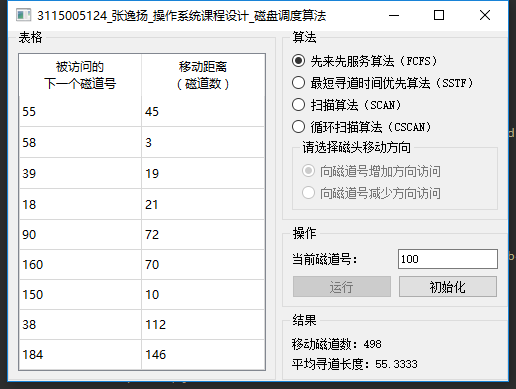 3115005124_张逸扬_操作系统课程设计_磁盘调度算法
表格
被访问的 移动距离
下一个磁道号 （磁道数）
55 45
58 3
39 19
18 21
90 72
160 70
150 10
38 112
184 146
算法
先来先服务算法（FCFS）
最短寻道时间优先算法（SSTF）
扫描算法（SCAN）
循环扫描算法（CSCAN）
请选择磁头移动方向
向磁道号增加方向访问
向磁道号减少方向访问
操作
当前磁道号： 100
运行 初始化
结果
移动磁道数：498
平均寻道长度：55.3333